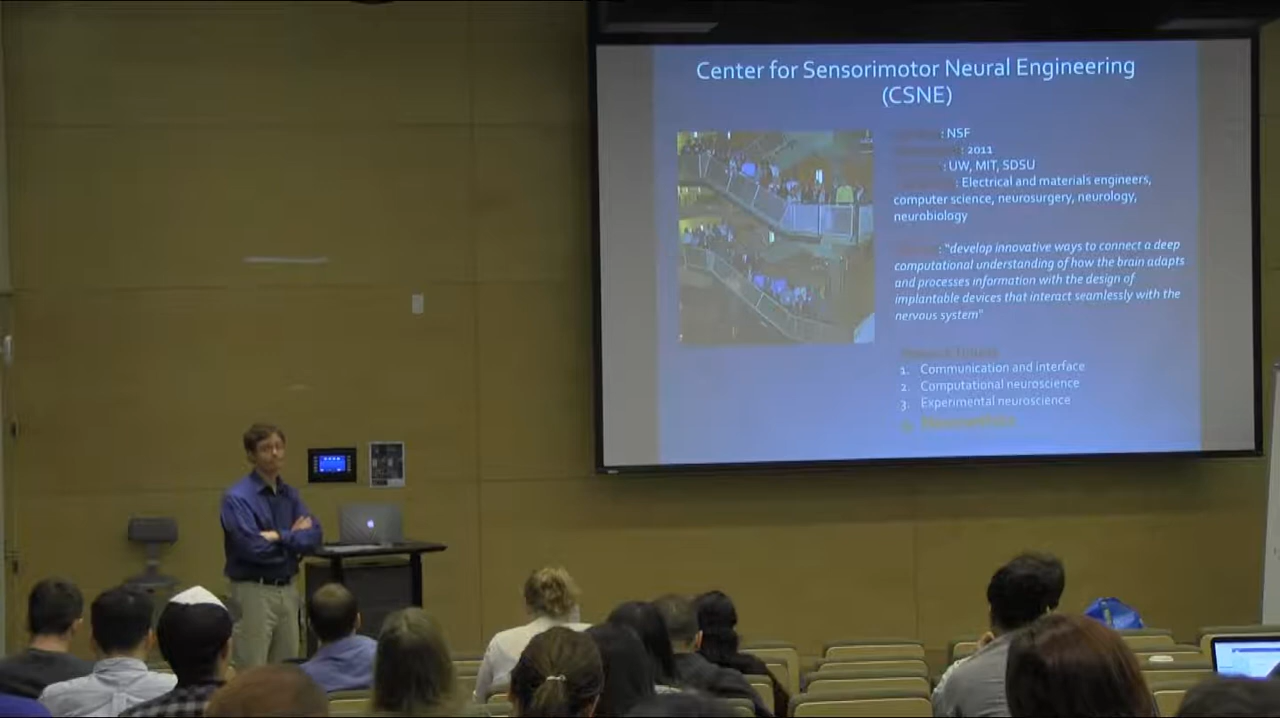 Center for Sensorimotor Neural Engineering
(CSNE)
: NSF
: 2011
: UW, MIT, SDSU
: Electrical and materials engineers,
computer science, neurosurgery, neurology,
neurobiology
: "develop innovative ways to connect a deep
computational understanding of how the brain adapts
and processes information with the design of
implantable devices that interact seamlessly with the
nervous system"
1. Communication and interface
2. Computational neuroscience
3. Experimental neuroscience